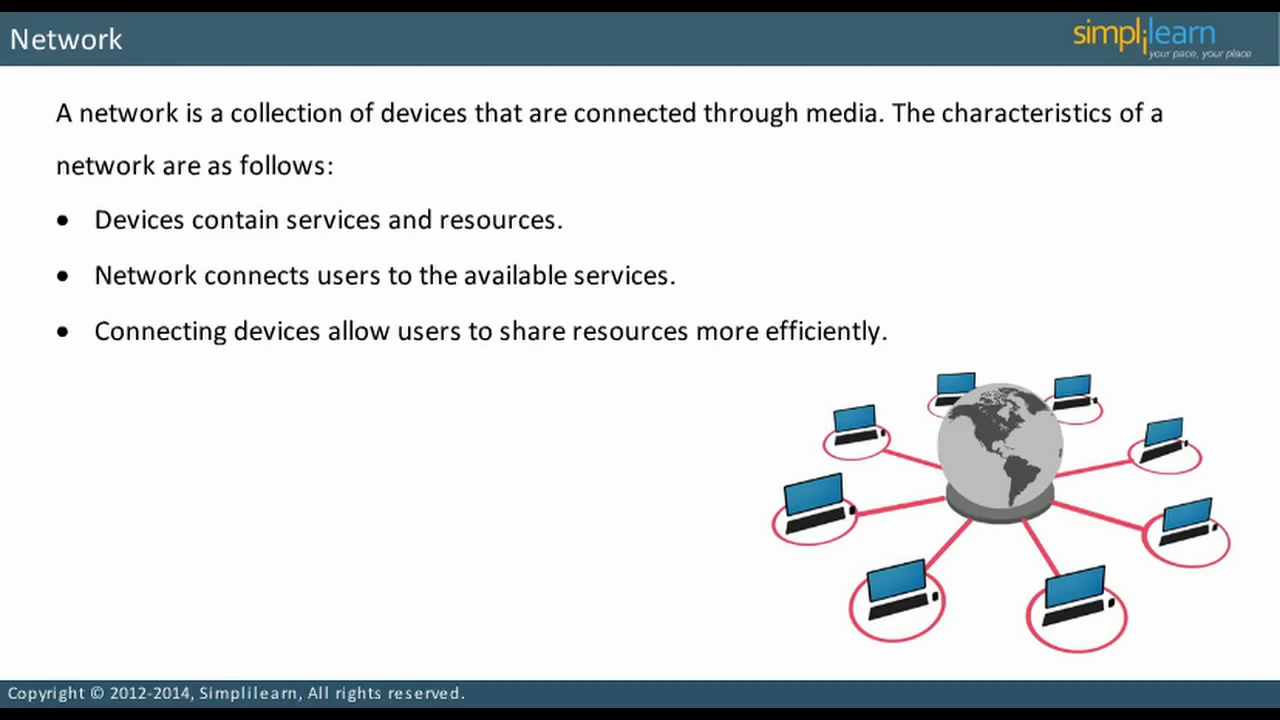 Network
simplilearn
your pace, your place
A network is a collection of devices that are connected through media. The characteristics of a
network are as follows:
• Devices contain services and resources.
• Network connects users to the available services.
• Connecting devices allow users to share resources more efficiently.
Copyright © 2012-2014, Simplilearn, All rights reserved.